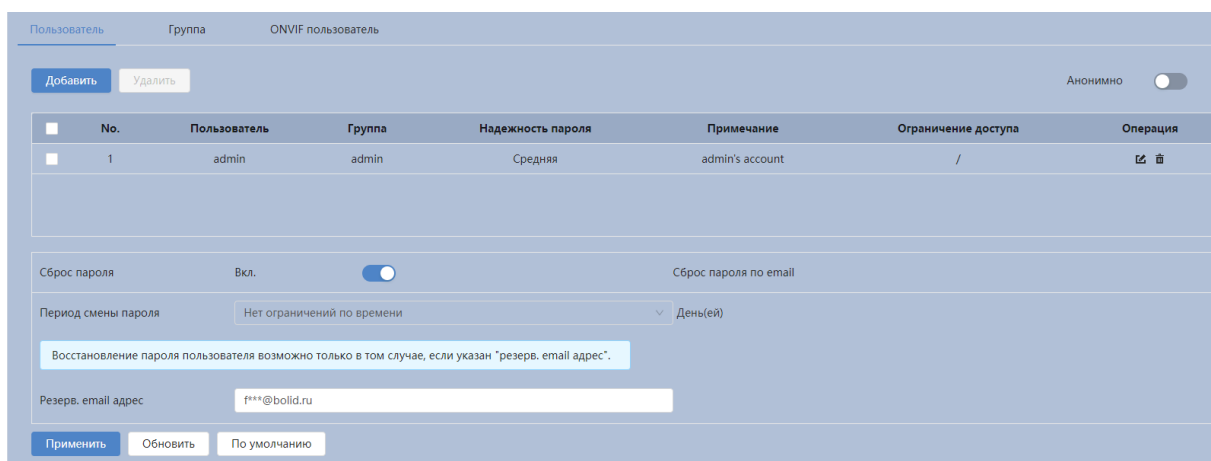 Пользователь Группа ONVIF пользователь
Добавить Удалить Анонимно
No. Пользователь Группа Надежность пароля Примечание Ограничение доступа Операция
1 admin admin Средняя admin's account /
Сброс пароля Вкл. Сброс пароля по email
Период смены пароля Нет ограничений по времени День(ей)
Восстановление пароля пользователя возможно только в том случае, если указан "резерв. email адрес".
Резерв. email адрес f***@bolid.ru
Применить Обновить По умолчанию